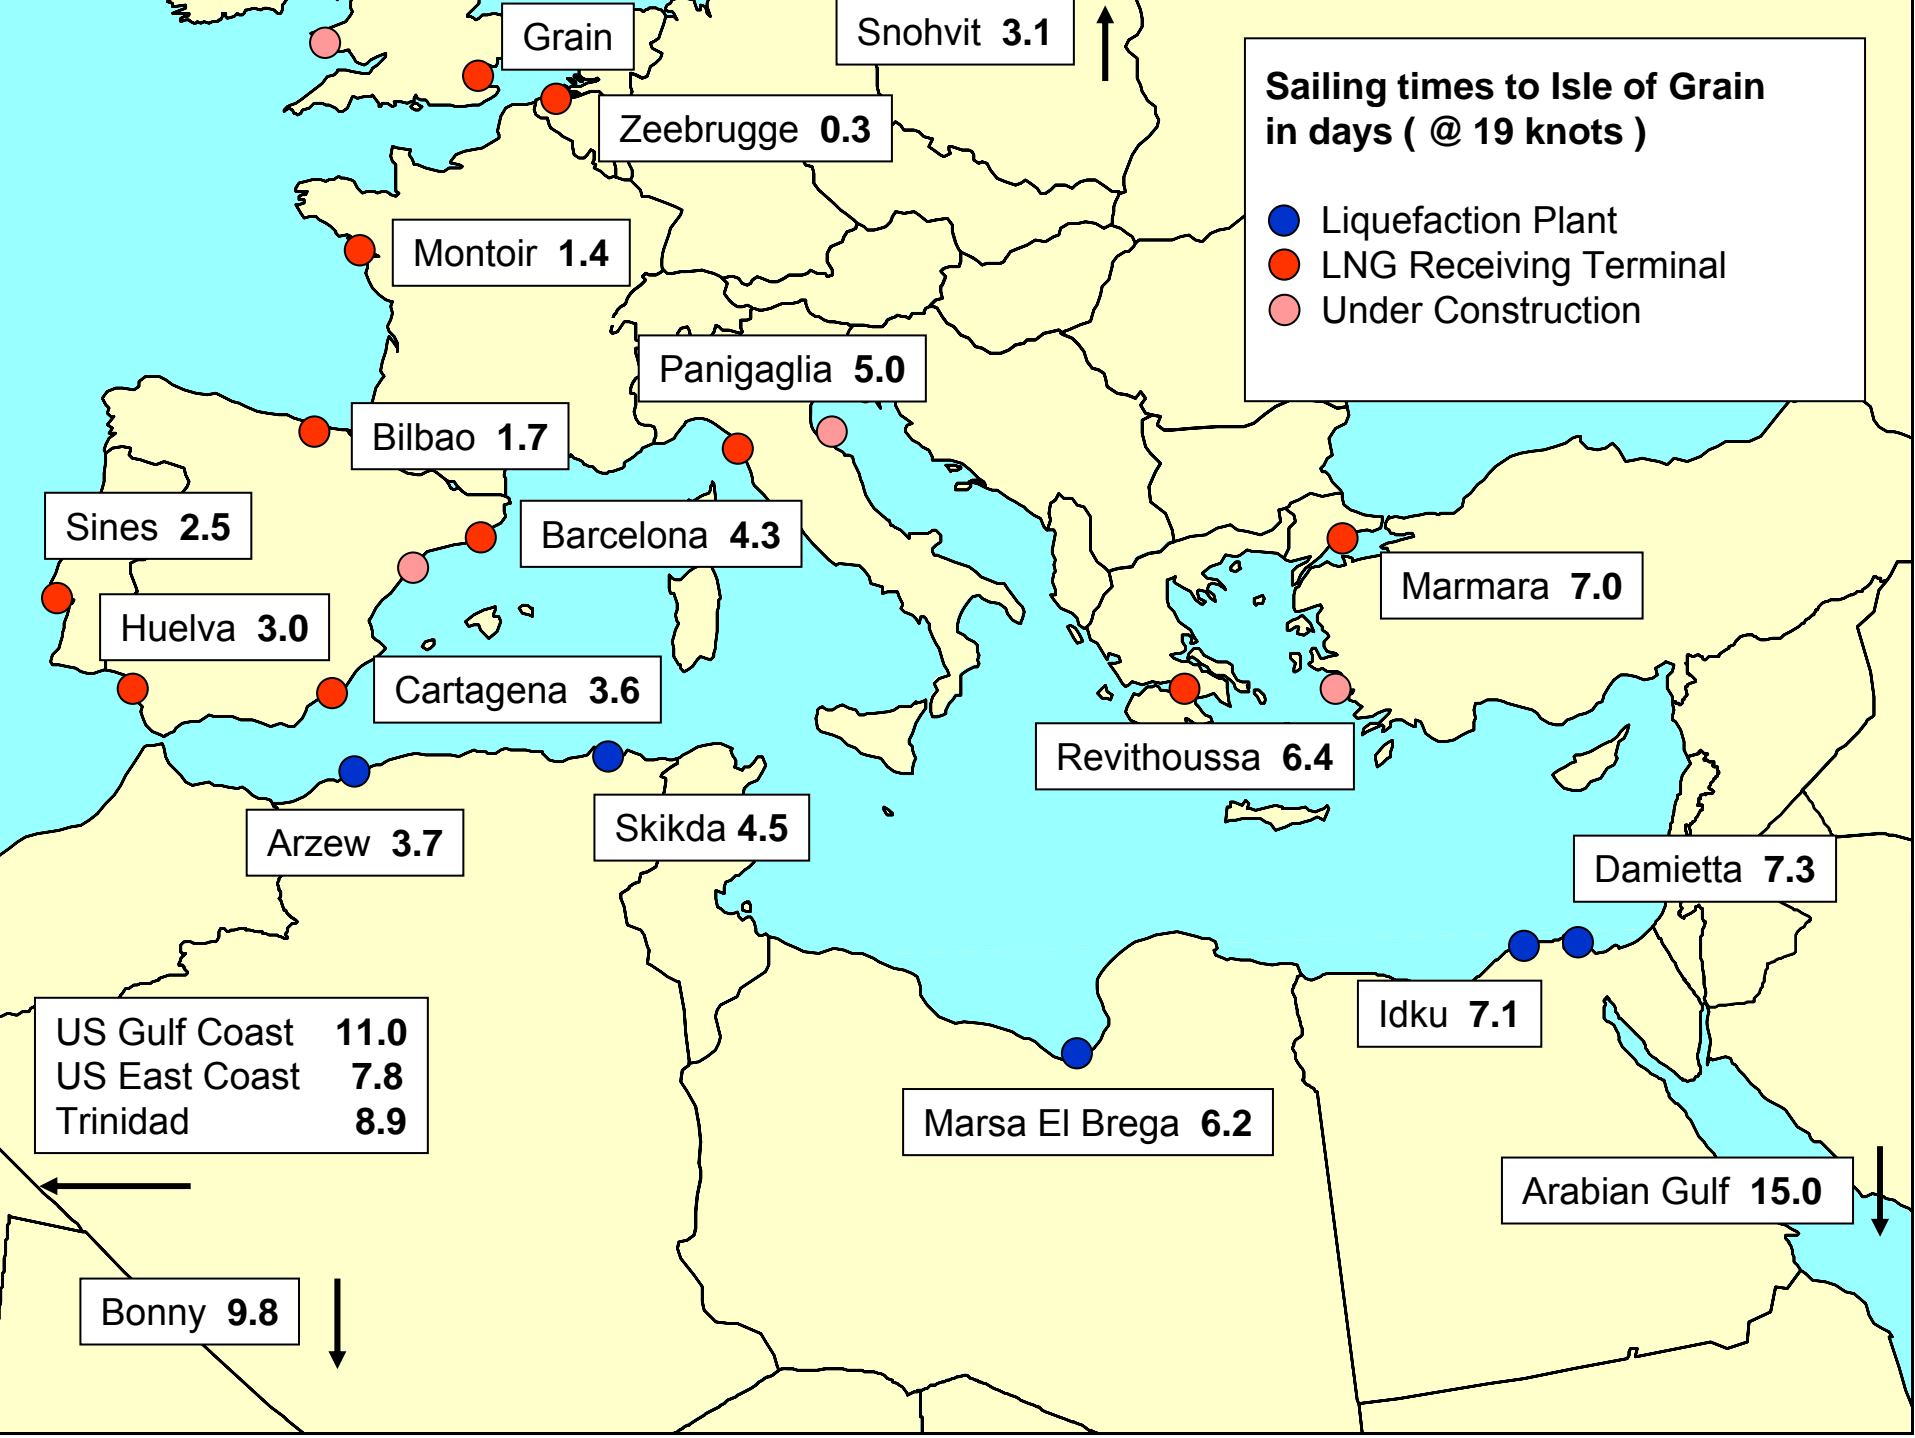 Grain
Snohvit 3.1
Sailing times to Isle of Grain
in days ( @ 19 knots )
Zeebrugge 0.3
Liquefaction Plant
LNG Receiving Terminal
Under Construction
Montoir 1.4
Panigaglia 5.0
Bilbao 1.7
Sines 2.5
Barcelona 4.3
Marmara 7.0
Huelva 3.0
Cartagena 3.6
Revithoussa 6.4
Arzew 3.7
Skikda 4.5
Damietta 7.3
Idku 7.1
US Gulf Coast 11.0
US East Coast 7.8
Trinidad 8.9
Marsa El Brega 6.2
Arabian Gulf 15.0
Bonny 9.8